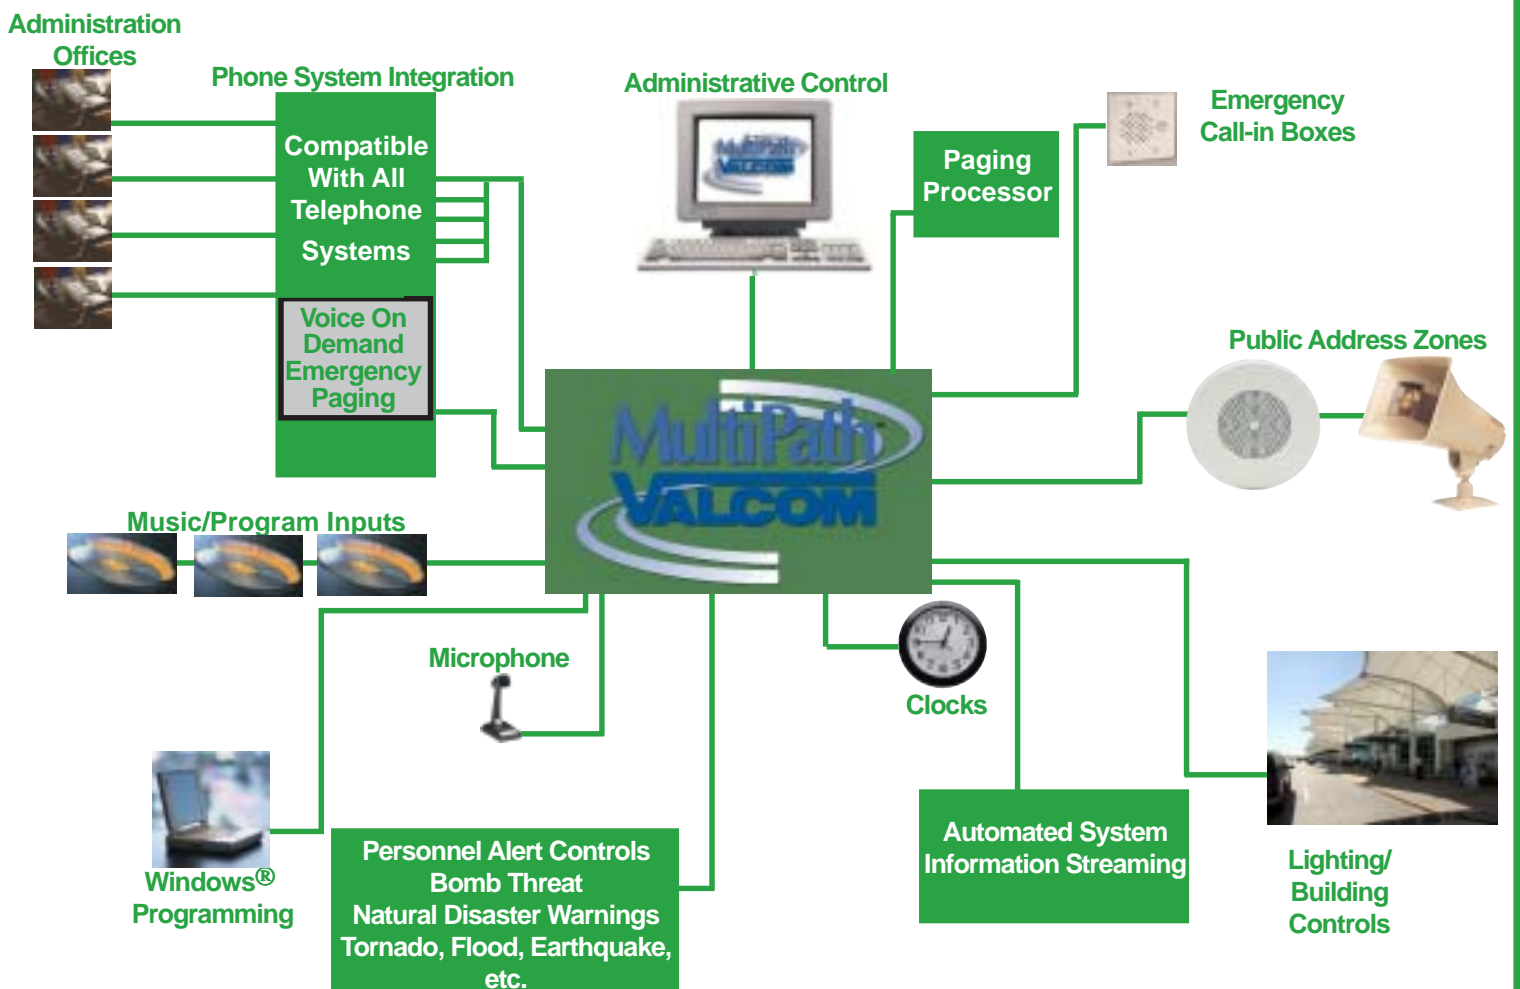 Administration
Offices
Phone System Integration
Compatible
With All
Telephone
Systems
Voice On
Demand
Emergency
Paging
Administrative Control
MultiPath
VALCOM
Paging
Processor
Emergency
Call-in Boxes
Public Address Zones
MultiPath
VALCOM
Music/Program Inputs
Microphone
Clocks
Windows®
Programming
Personnel Alert Controls
Bomb Threat
Natural Disaster Warnings
Tornado, Flood, Earthquake,
etc.
Automated System
Information Streaming
Lighting/
Building
Controls